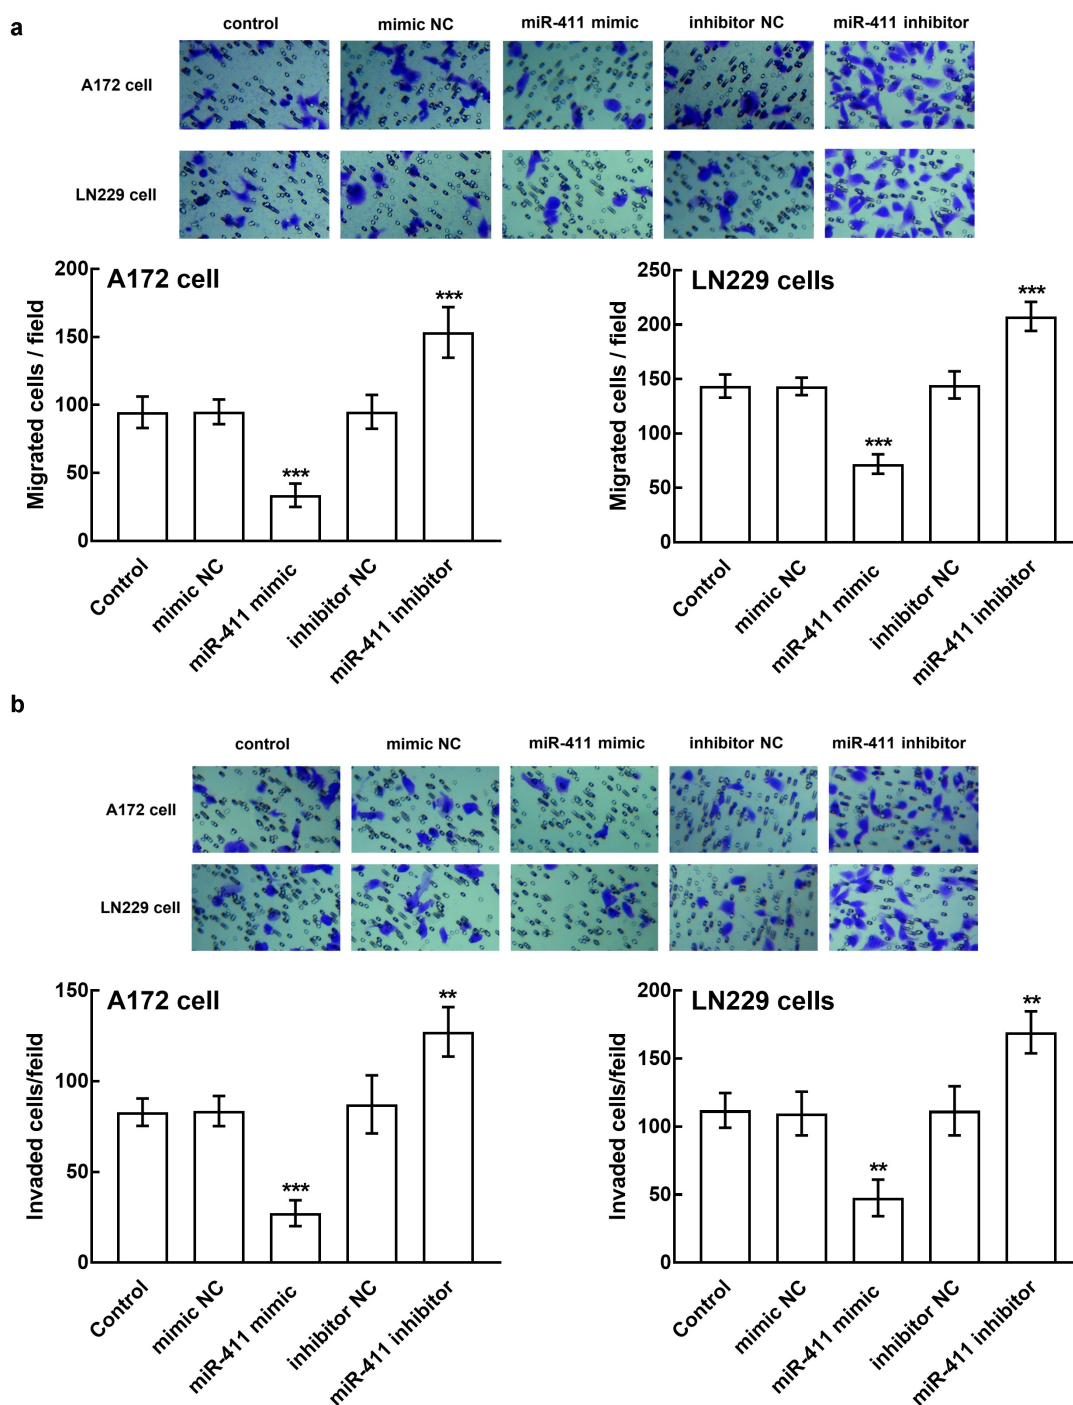 a
control mimic NC miR-411 mimic inhibitor NC miR-411 inhibitor
A172 cell
LN229 cell
A172 cell
Migrated cells / field
200
150
100
50
0
***
***
Control
mimic NC
miR-411 mimic
inhibitor NC
miR-411 inhibitor
LN229 cells
Migrated cells / field
250
200
150
100
50
0
***
***
Control
mimic NC
miR-411 mimic
inhibitor NC
miR-411 inhibitor
b
control mimic NC miR-411 mimic inhibitor NC miR-411 inhibitor
A172 cell
LN229 cell
A172 cell
Invaded cells/feild
150
100
50
0
***
**
Control
mimic NC
miR-411 mimic
inhibitor NC
miR-411 inhibitor
LN229 cells
Invaded cells/feild
200
150
100
50
0
**
**
Control
mimic NC
miR-411 mimic
inhibitor NC
miR-411 inhibitor